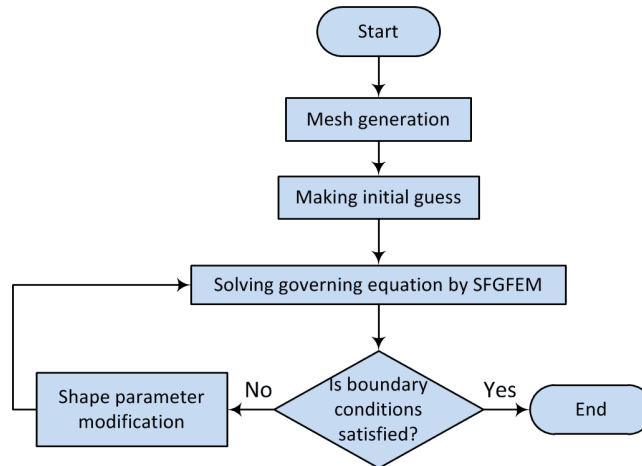 Start
Mesh generation
Making initial guess
Solving governing equation by SFGFEM
Is boundary
conditions
satisfied?
No
Yes
Shape parameter
modification
End